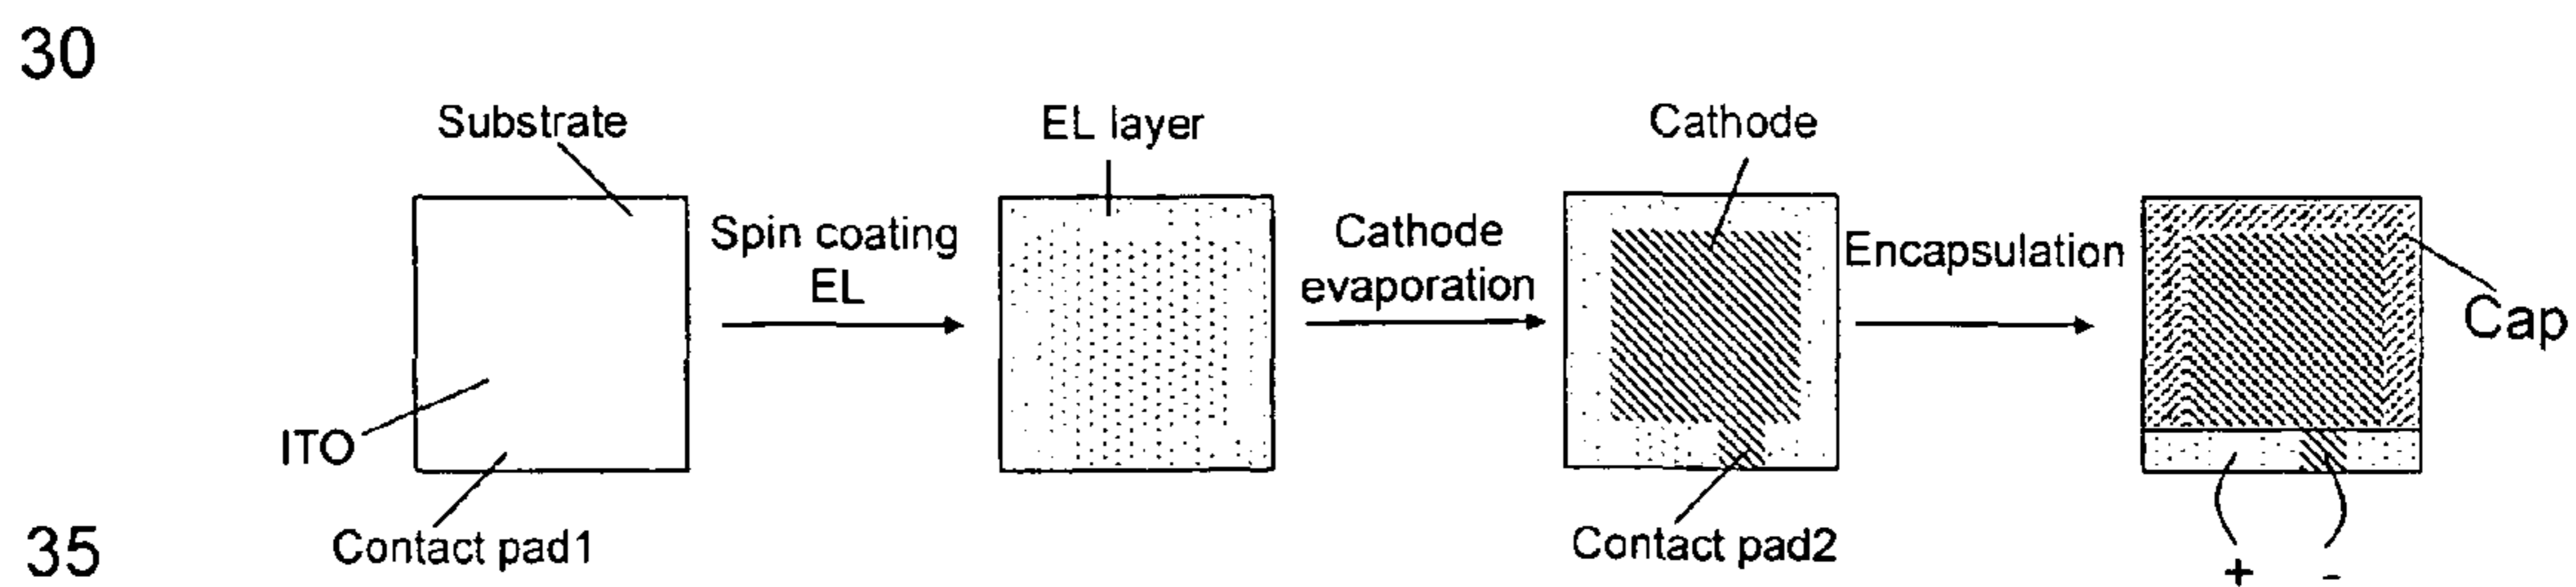 30
Substrate
EL layer
Cathode
Spin coating
EL
Cathode
evaporation
Encapsulation
Cap
ITO
Contact pad1
Contact pad2
35
+ -